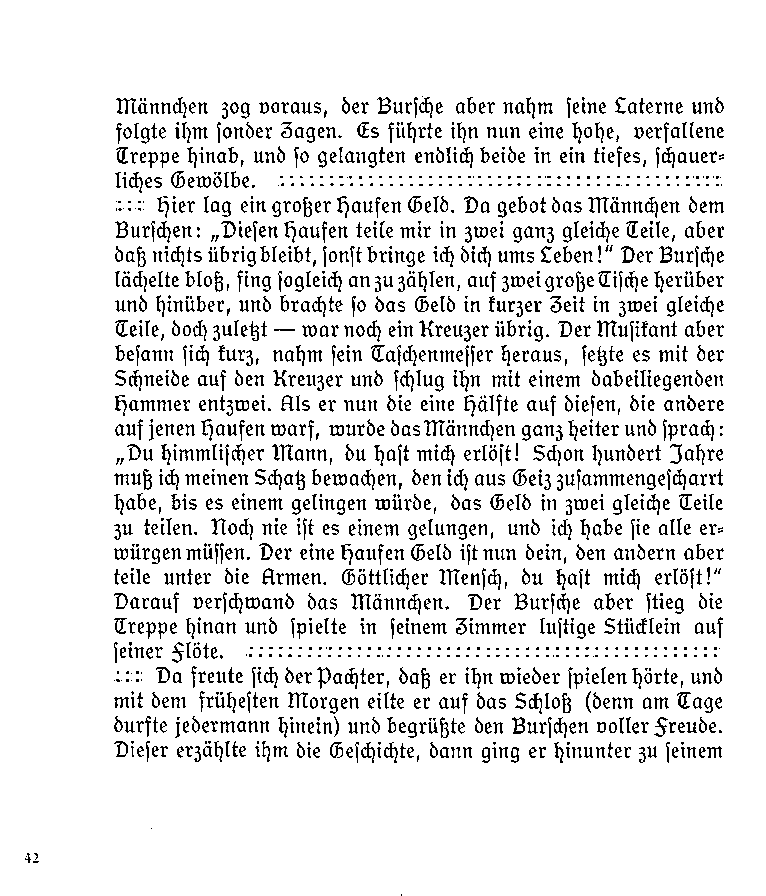 Männchen zog voraus, der Bursche aber nahm seine Laterne und
folgte ihm sonder Zagen. Es führte ihn nun eine hohe, verfallene
Treppe hinab, und so gelangten endlich beide in ein tiefes, schauer-
liches Gewölbe.
Hier lag ein großer Haufen Geld. Da gebot das Männchen dem
Burschen: „Diesen Haufen teile mir in zwei ganz gleiche Teile, aber
daß nichts übrig bleibt, sonst bringe ich dich ums Leben!“ Der Bursche
lächelte bloß, fing sogleich an zu zählen, auf zwei große Tische herüber
und hinüber, und brachte so das Geld in kurzer Zeit in zwei gleiche
Teile, doch zuletzt — war noch ein Kreuzer übrig. Der Musikant aber
besann sich kurz, nahm sein Taschenmesser heraus, setzte es mit der
Schneide auf den Kreuzer und schlug ihn mit einem dabeiliegenden
Hammer entzwei. Als er nun die eine Hälfte auf diesen, die andere
auf jenen Haufen warf, wurde das Männchen ganz heiter und sprach:
„Du himmlischer Mann, du hast mich erlöst! Schon hundert Jahre
muß ich meinen Schatz bewachen, den ich aus Geiz zusammengescharrt
habe, bis es einem gelingen würde, das Geld in zwei gleiche Teile
zu teilen. Noch nie ist es einem gelungen, und ich habe sie alle er-
würgen müssen. Der eine Haufen Geld ist nun dein, den andern aber
teile unter die Armen. Göttlicher Mensch, du hast mich erlöst!“
Darauf verschwand das Männchen. Der Bursche aber stieg die
Treppe hinan und spielte in seinem Zimmer lustige Stücklein auf
seiner Flöte.
Da freute sich der Pachter, daß er ihn wieder spielen hörte, und
mit dem frühesten Morgen eilte er auf das Schloß (denn am Tage
durfte jedermann hinein) und begrüßte den Burschen voller Freude.
Dieser erzählte ihm die Geschichte, dann ging er hinunter zu seinem
42